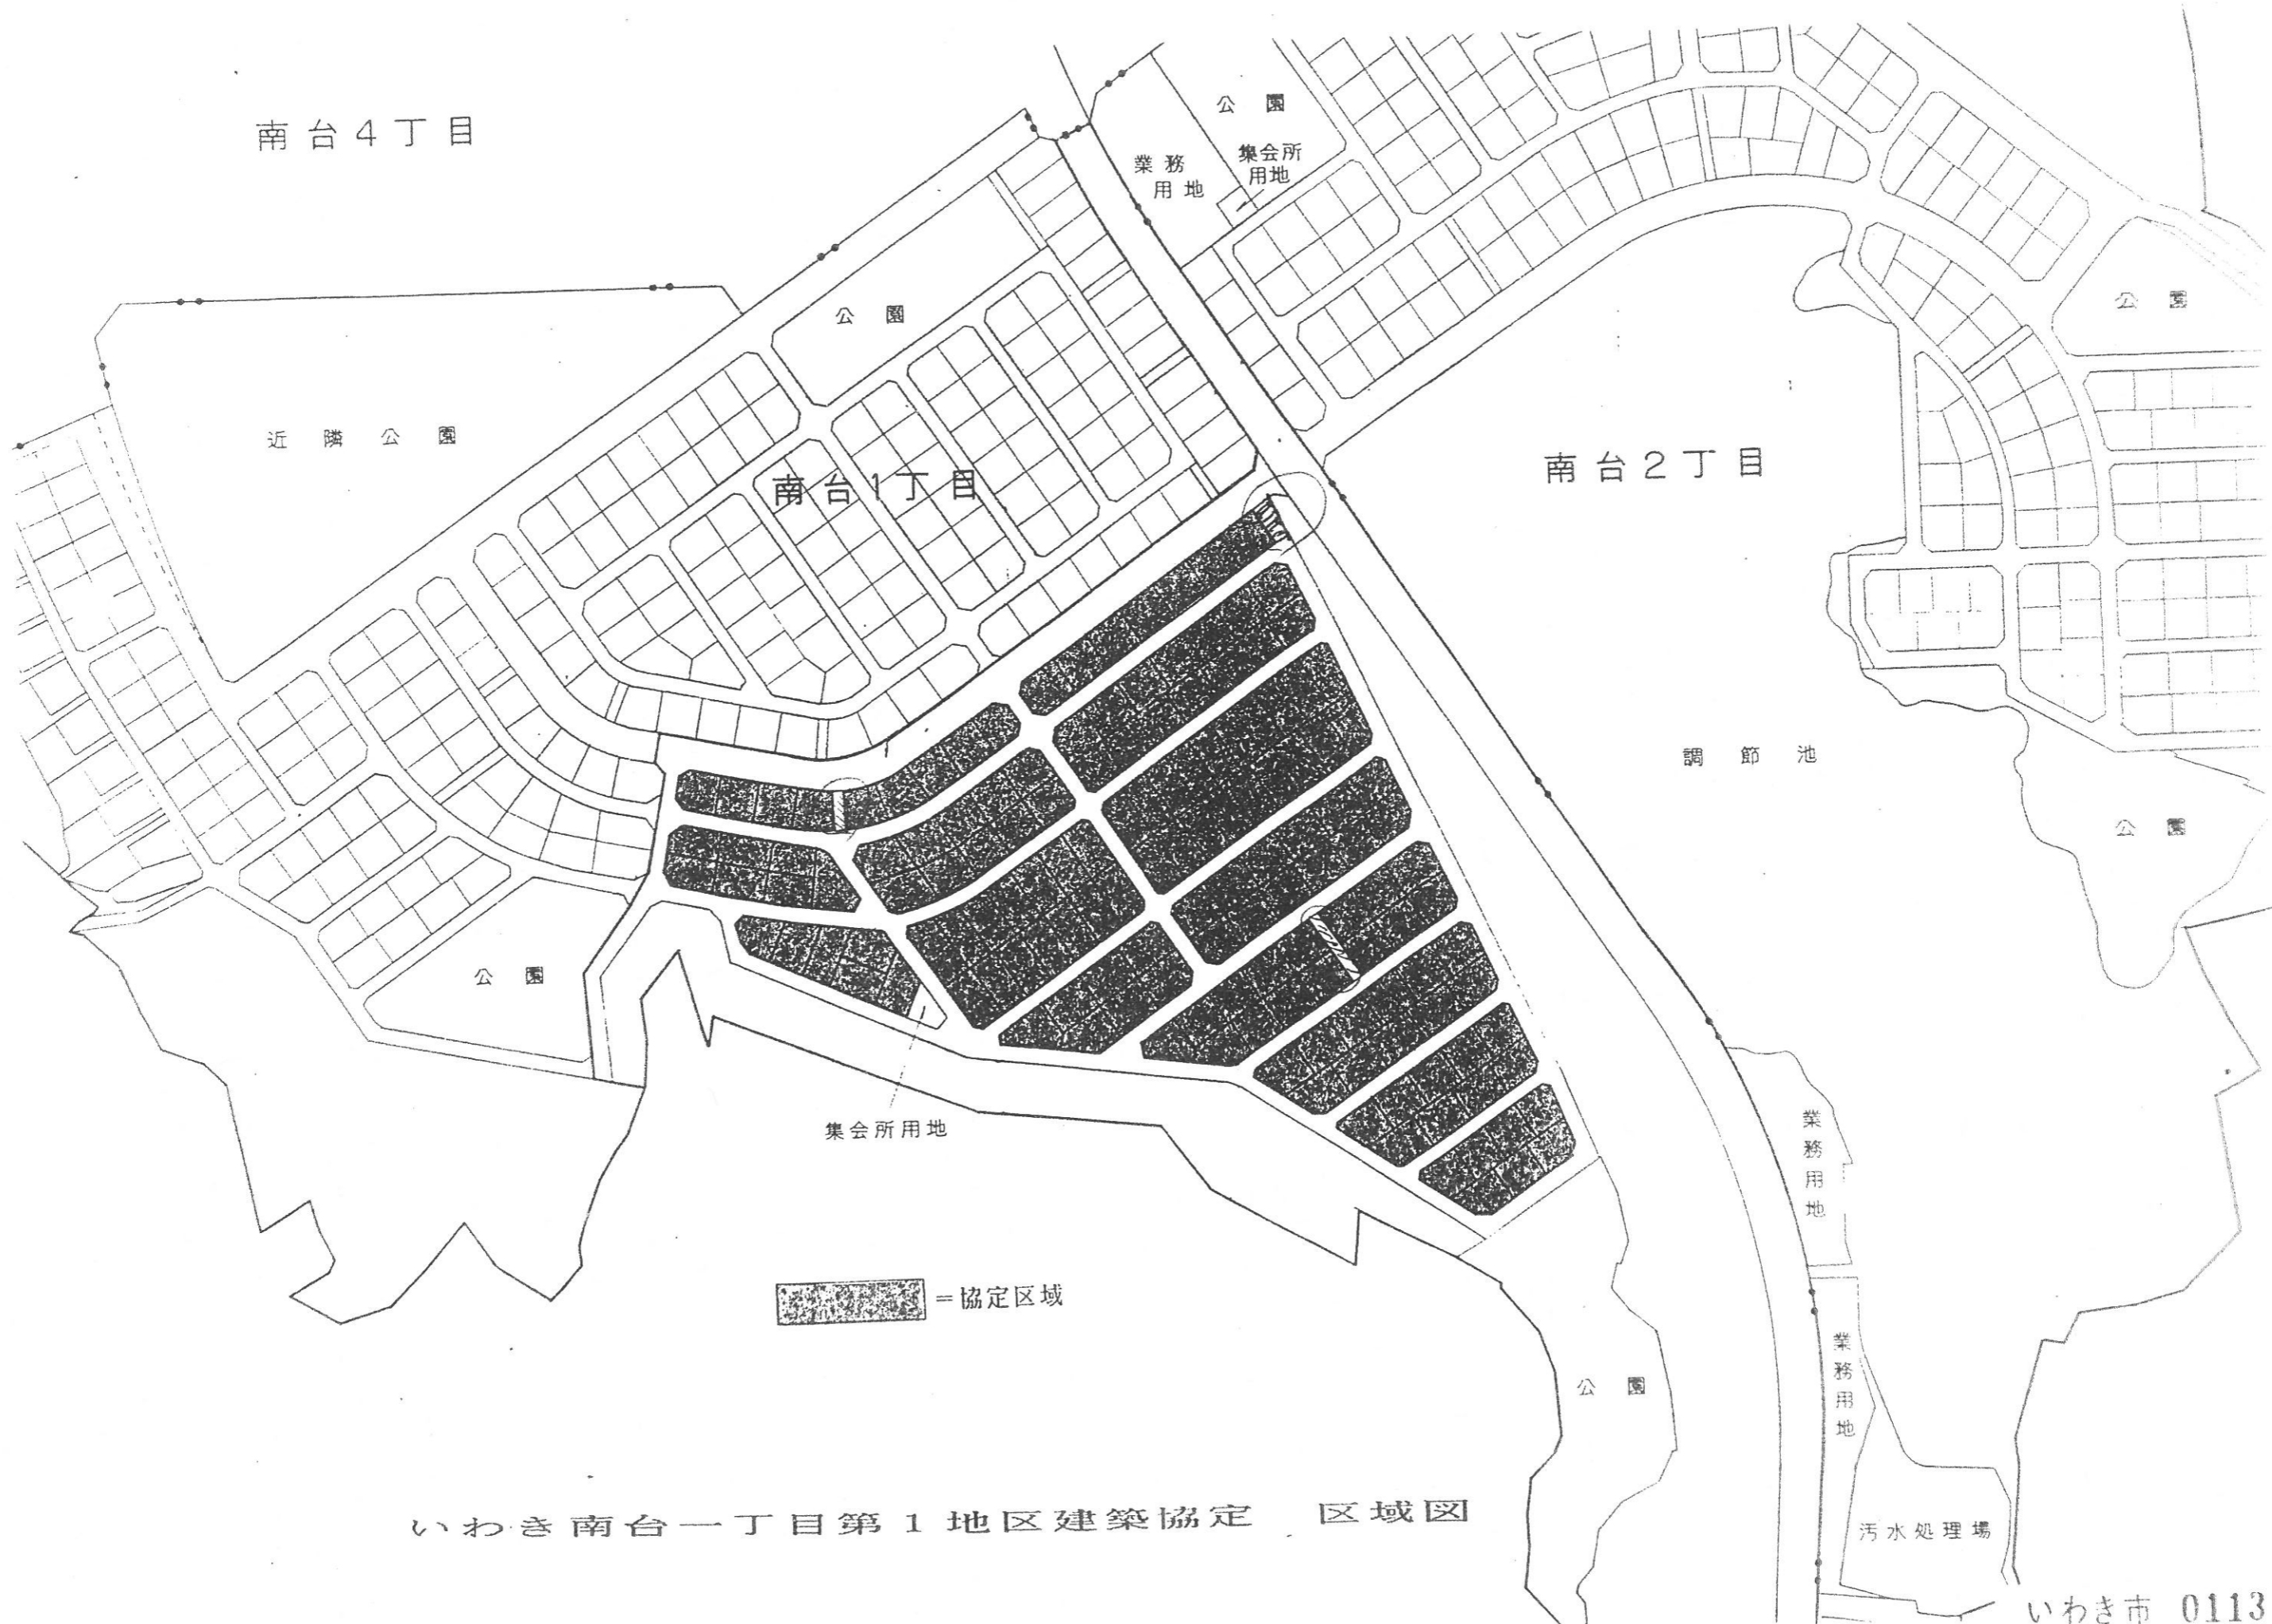 南台4丁目
公園
業務
用地
集会所
用地
公園
公園
近隣公園
南台1丁目
南台2丁目
調節池
公園
公園
集会所用地
業務用地
=協定区域
業務用地
公園
いわき南台一丁目第1地区建築協定 区域図
汚水処理場
いわき市 0113